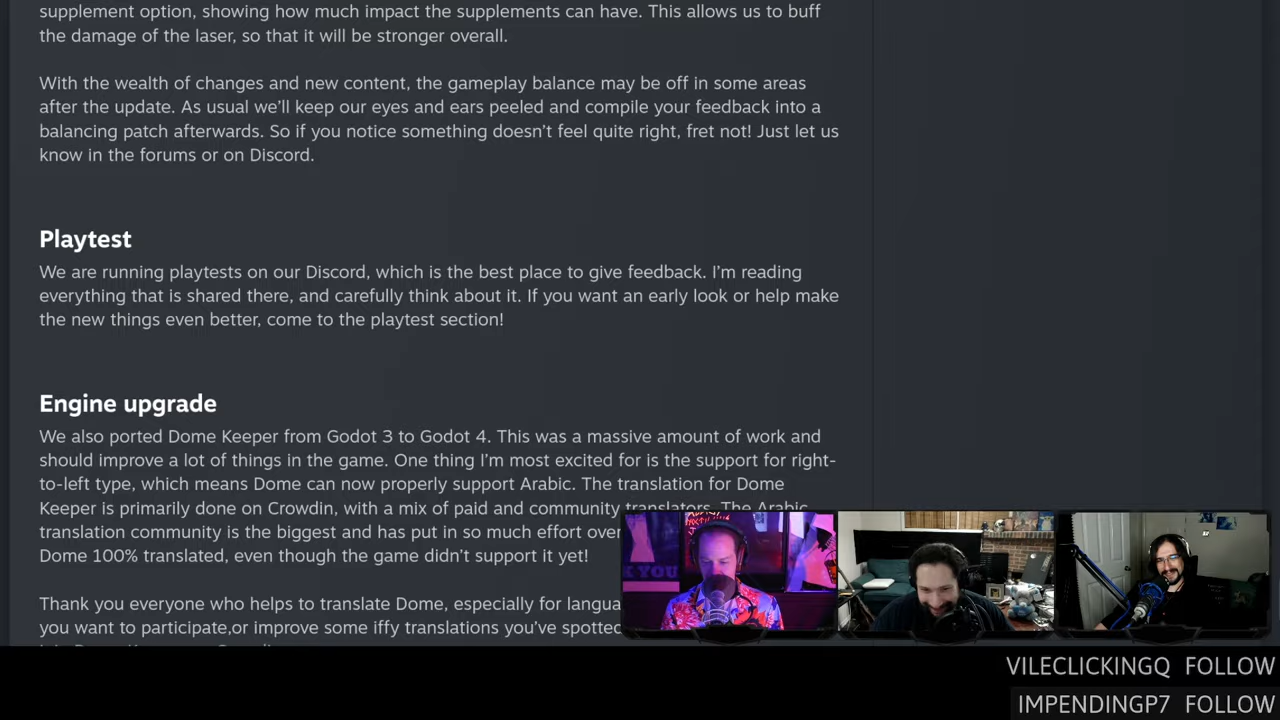 supplement option, showing how much impact the supplements can have. This allows us to buff
the damage of the laser, so that it will be stronger overall.
With the wealth of changes and new content, the gameplay balance may be off in some areas
after the update. As usual we'll keep our eyes and ears peeled and compile your feedback into a
balancing patch afterwards. So if you notice something doesn't feel quite right, fret not! Just let us
know in the forums or on Discord.
Playtest
We are running playtests on our Discord, which is the best place to give feedback. I'm reading
everything that is shared there, and carefully think about it. If you want an early look or help make
the new things even better, come to the playtest section!
Engine upgrade
We also ported Dome Keeper from Godot 3 to Godot 4. This was a massive amount of work and
should improve a lot of things in the game. One thing I'm most excited for is the support for right-
to-left type, which means Dome can now properly support Arabic. The translation for Dome
Keeper is primarily done on Crowdin, with a mix of paid and community translators. The Arabic
translation community is the biggest and has put in so much effort over
Dome 100% translated, even though the game didn't support it yet!
Thank you everyone who helps to translate Dome, especially for langua
you want to participate,or improve some iffy translations you've spotted
K YOU
VILECLICKINGQ FOLLOW
IMPENDINGP7 FOLLOW